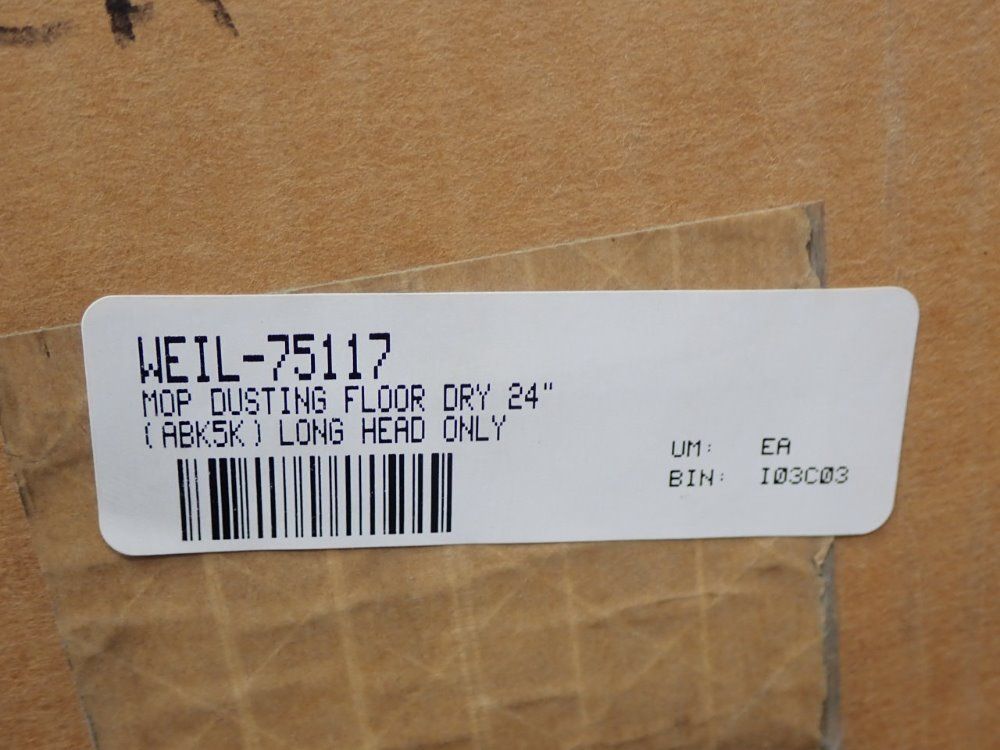 WEIL-75117
MOP DUSTING FLOOR DRY 24"
(ABK5K) LONG HEAD ONLY
UM: EA
BIN: I03C03